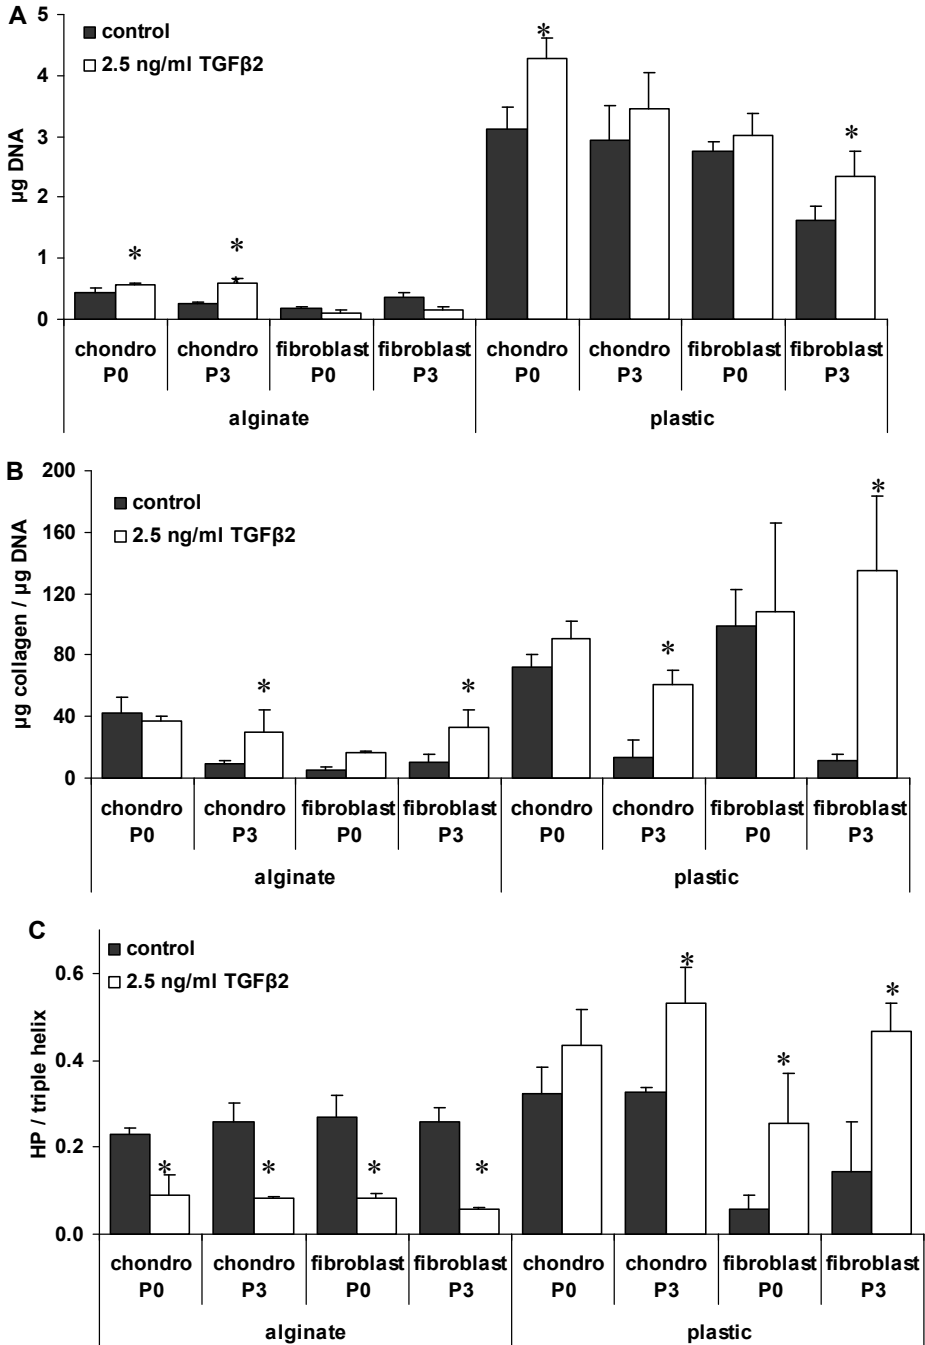 A
5
control
2.5 ng/ml TGFβ2
4
3
2
1
0
µg DNA
* * * *
chondro chondro fibroblast fibroblast chondro chondro fibroblast fibroblast
P0 P3 P0 P3 P0 P3 P0 P3
alginate plastic
B
200
control
2.5 ng/ml TGFβ2
160
120
80
40
0
µg collagen / µg DNA
* * * *
chondro chondro fibroblast fibroblast chondro chondro fibroblast fibroblast
P0 P3 P0 P3 P0 P3 P0 P3
alginate plastic
C
control
2.5 ng/ml TGFβ2
0.6
0.4
0.2
0.0
HP / triple helix
* * * * * * *
chondro chondro fibroblast fibroblast chondro chondro fibroblast fibroblast
P0 P3 P0 P3 P0 P3 P0 P3
alginate plastic